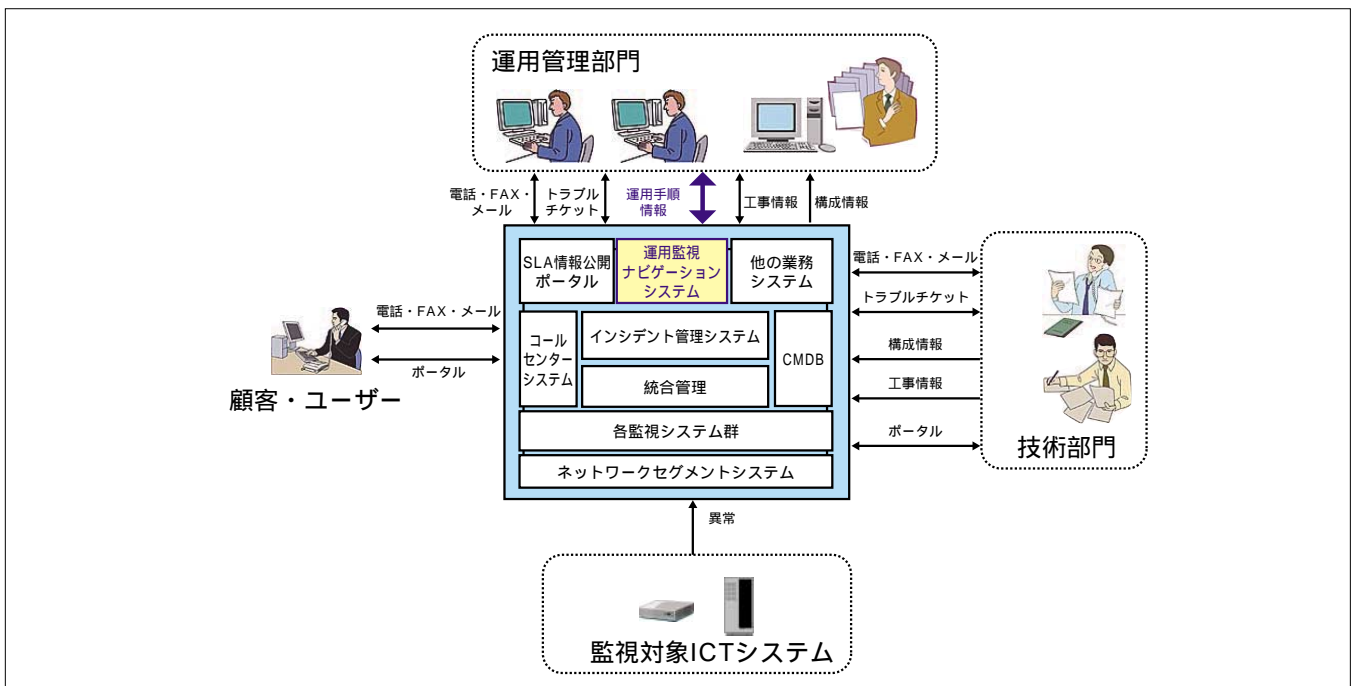 運用管理部門
電話・FAX・
メール
トラブル
チケット
運用手順
情報
工事情報
構成情報
SLA情報公開
ポータル
運用監視
ナビゲーション
システム
他の業務
システム
コール
センター
システム
インシデント管理システム
統合管理
CMDB
各監視システム群
ネットワークセグメントシステム
電話・FAX・メール
ポータル
顧客・ユーザー
電話・FAX・メール
トラブルチケット
構成情報
工事情報
ポータル
技術部門
異常
監視対象ICTシステム